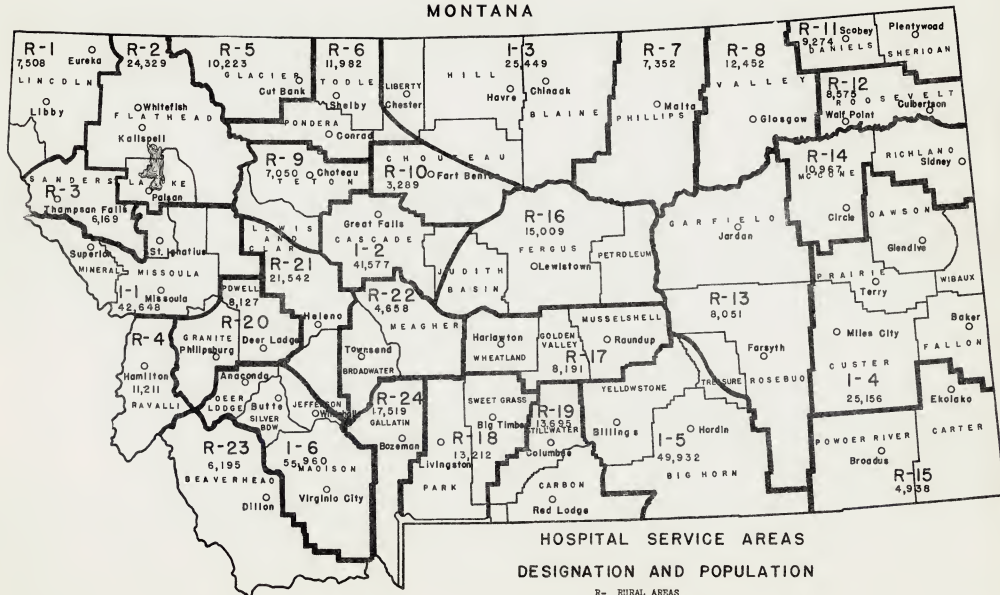 MONTANA
R-1
7,508
Eureka
LINCOLN
Libby
R-2
24,329
Whitefish
FLATHEAD
Kalispell
R-5
10,223
GLACIER
Cut Bank
R-6
11,982
TOOLE
Shelby
PONDERA
Conrad
LIBERTY
Chester
I-3
25,449
HILL
Havre
Chinook
BLAINE
R-7
7,352
Malta
PHILLIPS
R-8
12,452
VALLEY
Glasgow
R-11
9,274
Scobey
DANIELS
Plentywood
SHERIDAN
R-12
8,575
ROOSEVELT
Wolf Point
Culbertson
SANDERS
R-3
Thompson Falls
6,169
LAKE
Polson
St. Ignatius
R-9
7,050
Choteau
TETON
CHOUTEAU
R-10
3,289
Fort Benton
R-14
10,967
MC CONE
Circle
RICHLAND
Sidney
DAWSON
Glendive
Superior
MINERAL
MISSOULA
I-1
42,648
Missoula
LEWIS
AND
CLARK
R-21
21,542
Helena
Great Falls
CASCADE
I-2
41,577
JUDITH
BASIN
R-16
15,009
FERGUS
Lewistown
PETROLEUM
GARFIELD
Jordan
PRAIRIE
Terry
WIBAUX
POWELL
8,127
R-20
Deer Lodge
GRANITE
Philipsburg
R-22
4,658
MEAGHER
Townsend
BROADWATER
Harlowton
WHEATLAND
GOLDEN
VALLEY
MUSSELSHELL
Roundup
R-17
8,191
R-13
8,051
Forsyth
ROSEBUD
TREASURE
Miles City
CUSTER
I-4
25,156
Baker
FALLON
R-4
Hamilton
11,211
RAVALLI
Anaconda
DEER
LODGE
Butte
SILVER
BOW
JEFFERSON
Whitehall
R-24
17,519
GALLATIN
Bozeman
R-18
13,212
Livingston
PARK
SWEET GRASS
Big Timber
R-19
13,695
STILLWATER
Columbus
CARBON
Red Lodge
YELLOWSTONE
Billings
I-5
49,932
Hardin
BIG HORN
POWDER RIVER
Broadus
R-15
4,938
Ekalaka
CARTER
R-23
6,195
BEAVERHEAD
Dillon
I-6
55,960
MADISON
Virginia City
HOSPITAL SERVICE AREAS
DESIGNATION AND POPULATION
R- RURAL AREAS